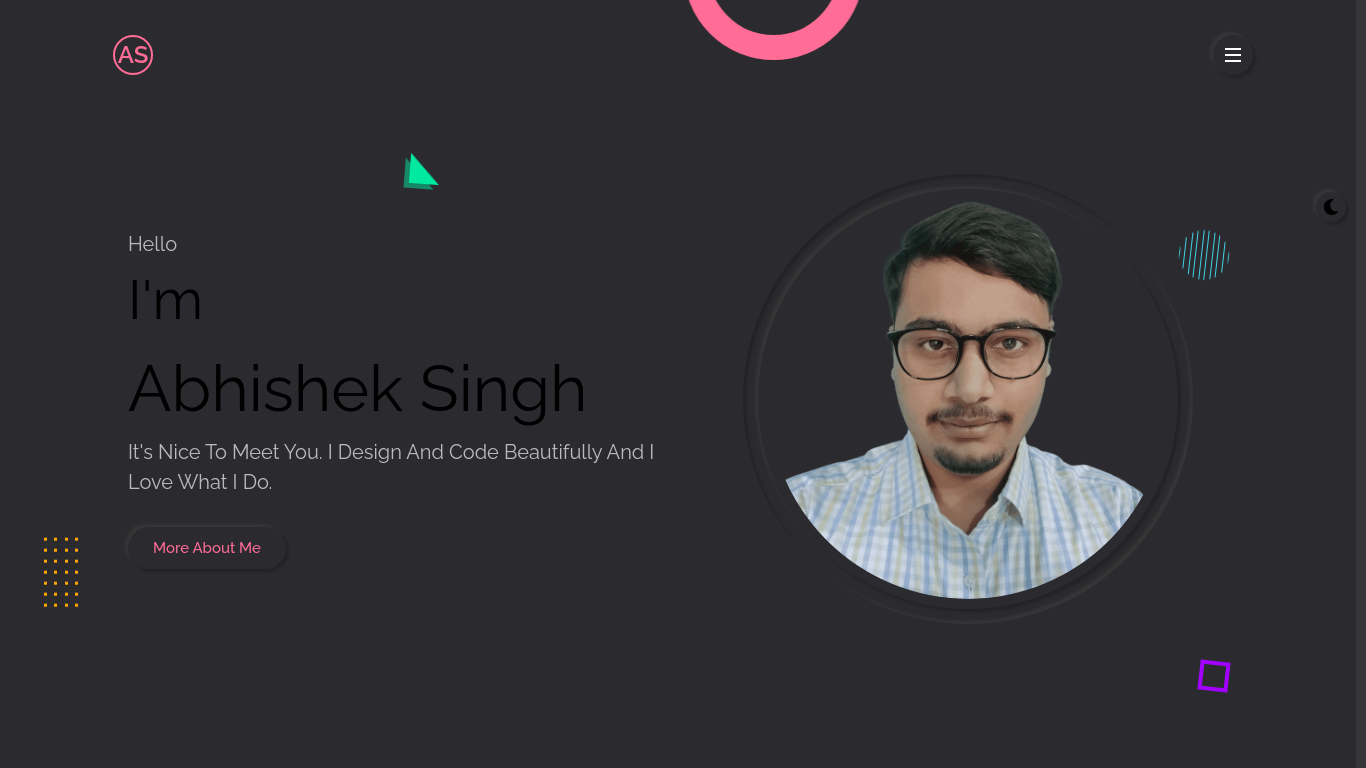 AS
Hello
I'm
Abhishek Singh
It's Nice To Meet You. I Design And Code Beautifully And I
Love What I Do.
More About Me